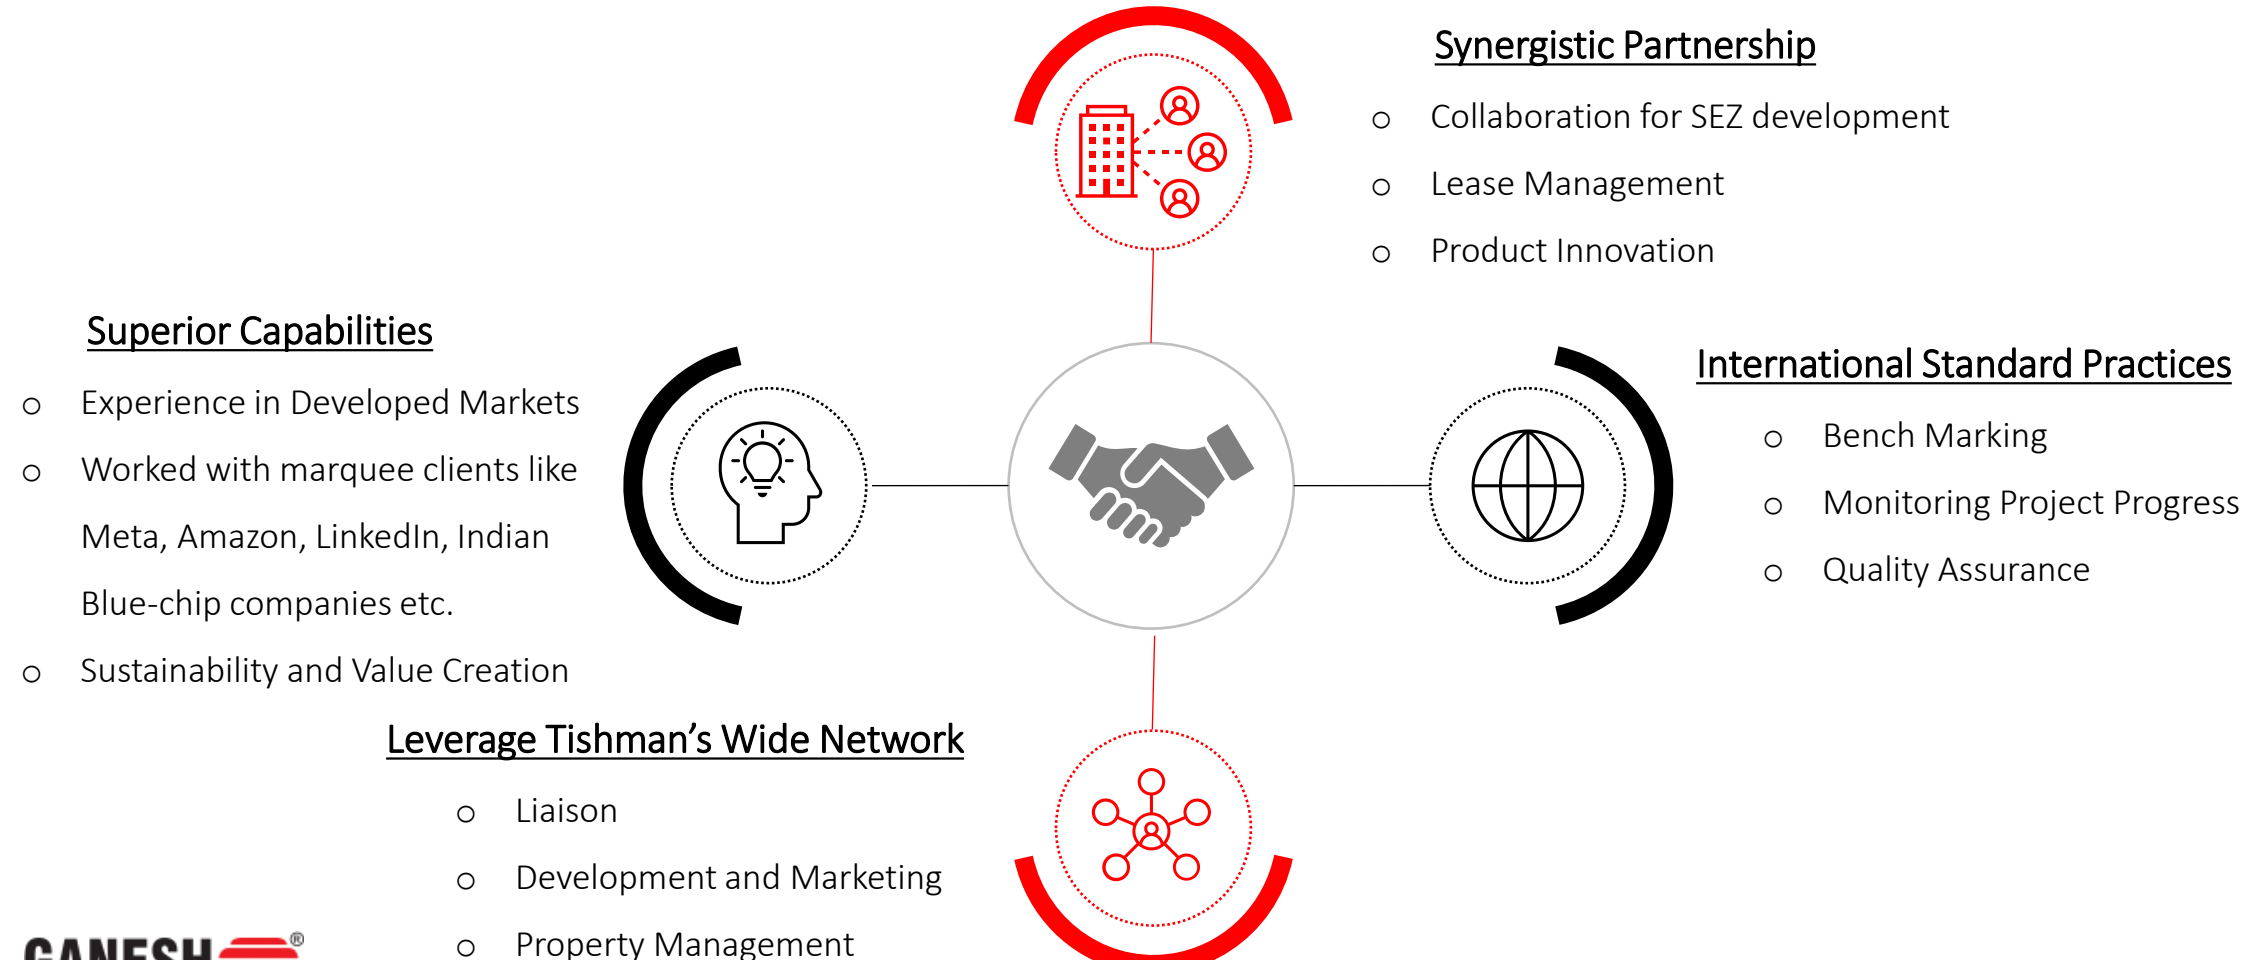 Synergistic Partnership
o Collaboration for SEZ development
o Lease Management
o Product Innovation
Superior Capabilities
o Experience in Developed Markets
o Worked with marquee clients like
Meta, Amazon, LinkedIn, Indian
Blue-chip companies etc.
o Sustainability and Value Creation
International Standard Practices
o Bench Marking
o Monitoring Project Progress
o Quality Assurance
Leverage Tishman’s Wide Network
o Liaison
o Development and Marketing
o Property Management
GANESH ®